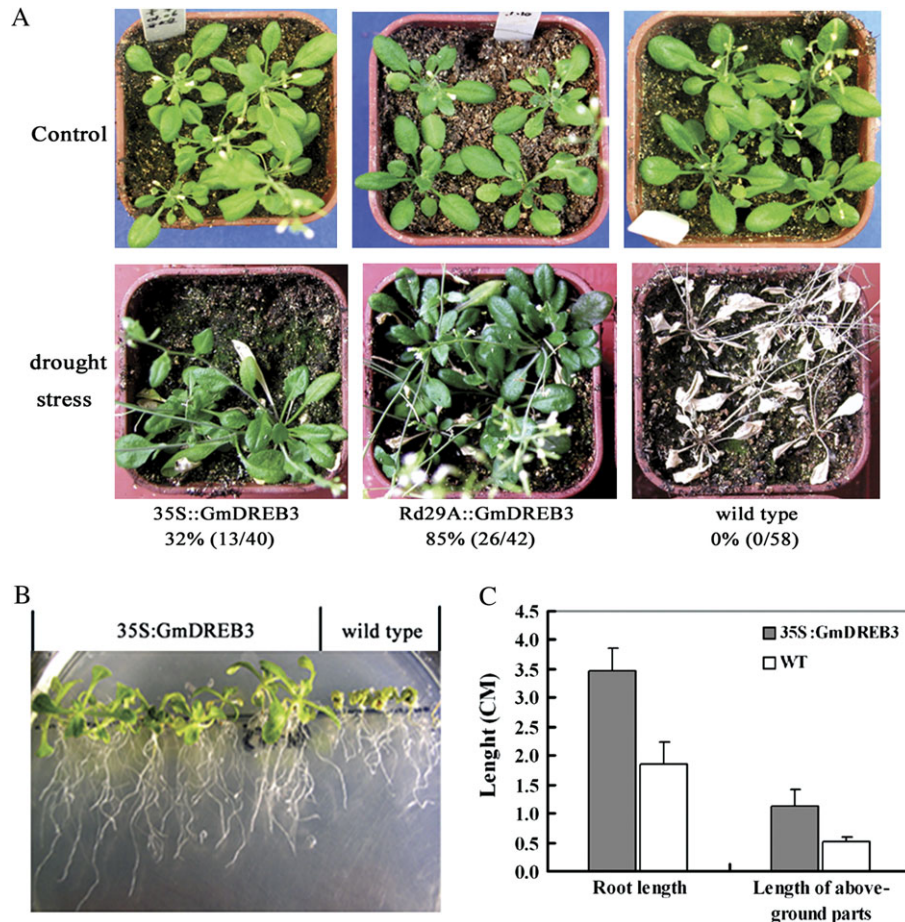 A
Control
drought
stress
35S::GmDREB3
32% (13/40)
Rd29A::GmDREB3
85% (26/42)
wild type
0% (0/58)
B
35S:GmDREB3
wild type
C
Lenght (CM)
4.5
4.0
3.5
3.0
2.5
2.0
1.5
1.0
0.5
0.0
35S:GmDREB3
WT
Root length
Length of above-
ground parts